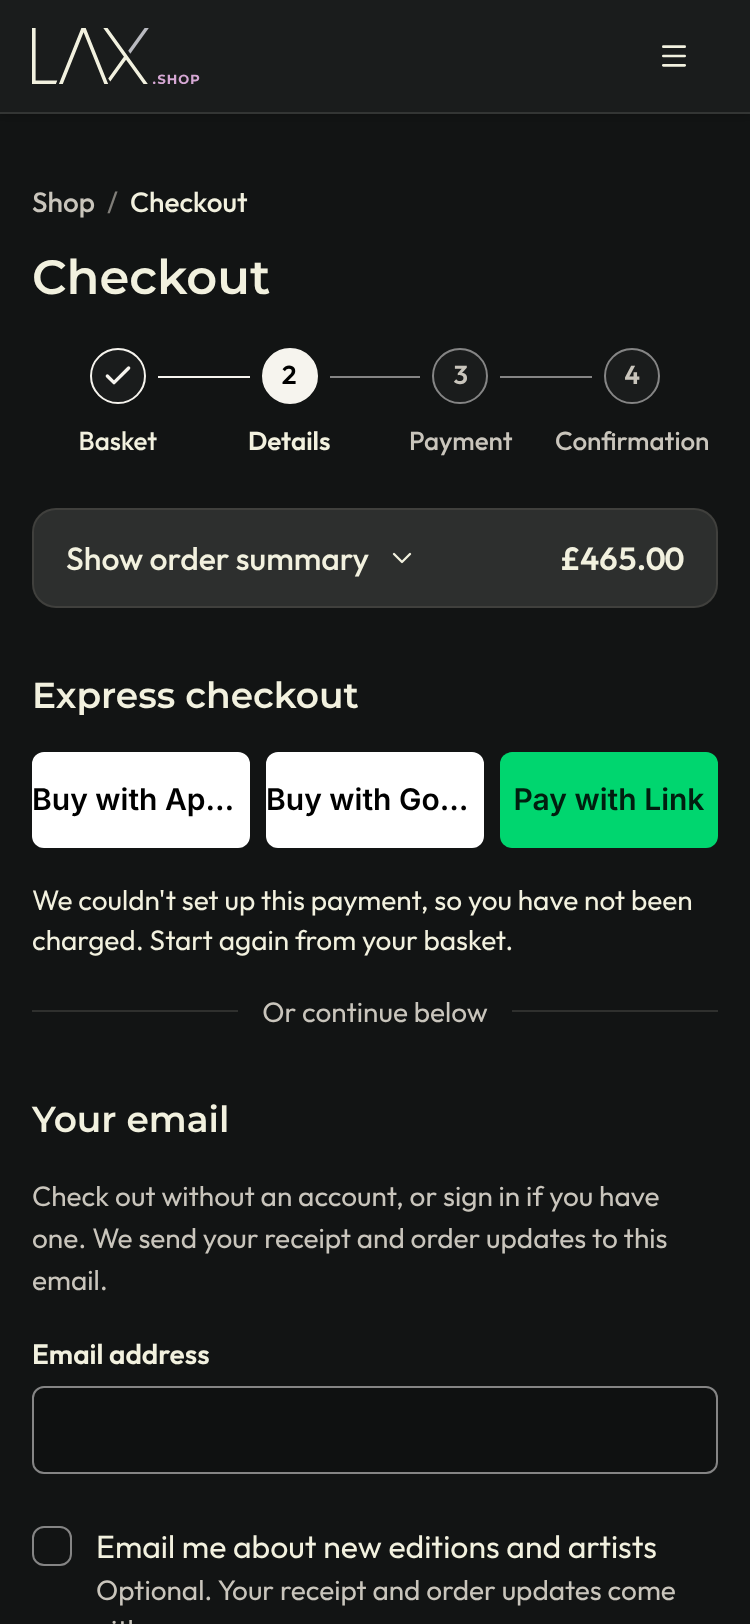 LAX.SHOP
Shop / Checkout
Checkout
2
3
4
Basket
Details
Payment
Confirmation
Show order summary
£465.00
Express checkout
Buy with Ap...
Buy with Go...
Pay with Link
We couldn't set up this payment, so you have not been
charged. Start again from your basket.
Or continue below
Your email
Check out without an account, or sign in if you have
one. We send your receipt and order updates to this
email.
Email address
Email me about new editions and artists
Optional. Your receipt and order updates come